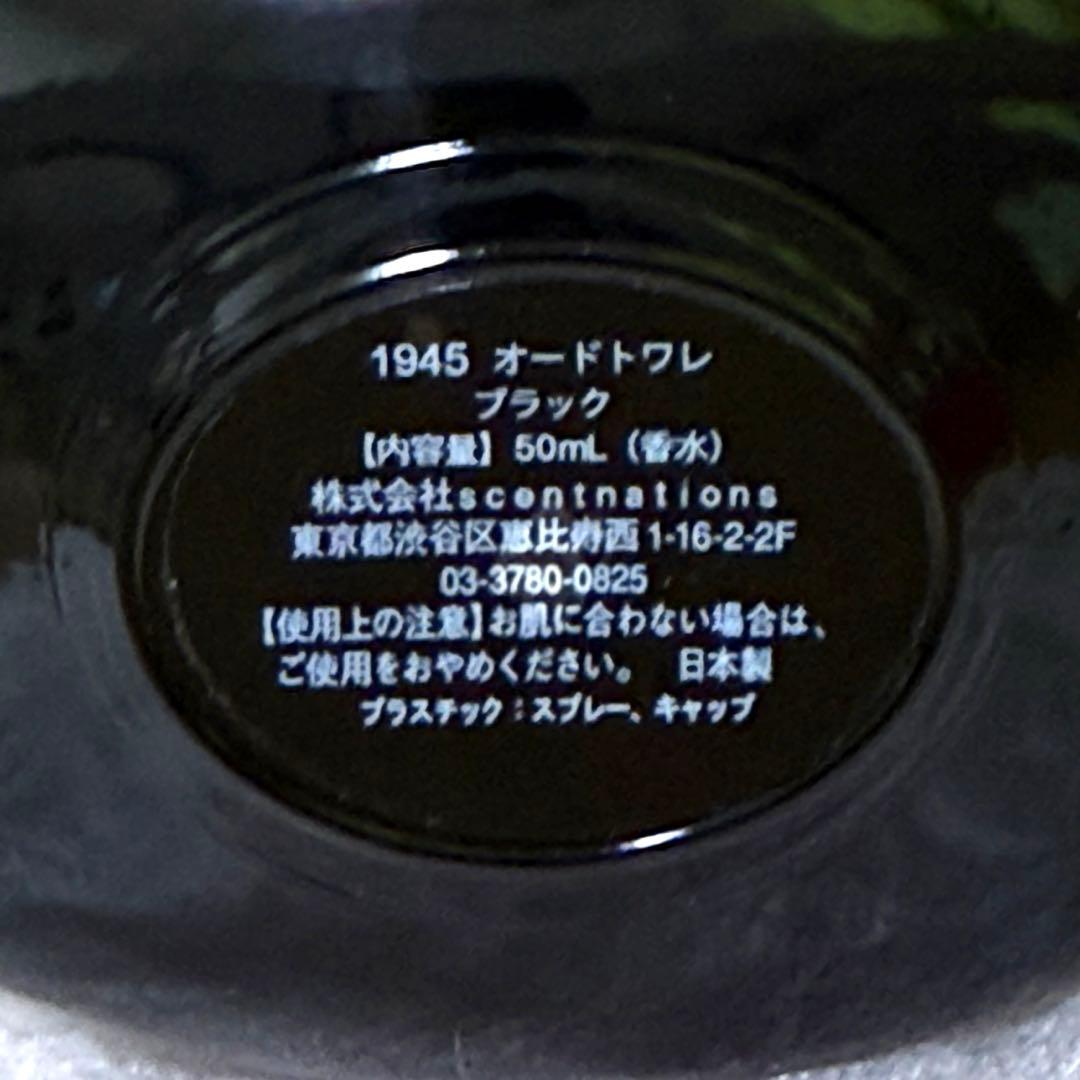 1945 オードトワレ
ブラック
【内容量】50mL（香水）
株式会社scentnations
東京都渋谷区恵比寿西1-16-2-2F
03-3780-0825
【使用上の注意】お肌に合わない場合は、
ご使用をおやめください。 日本製
プラスチック：スプレー、キャップ